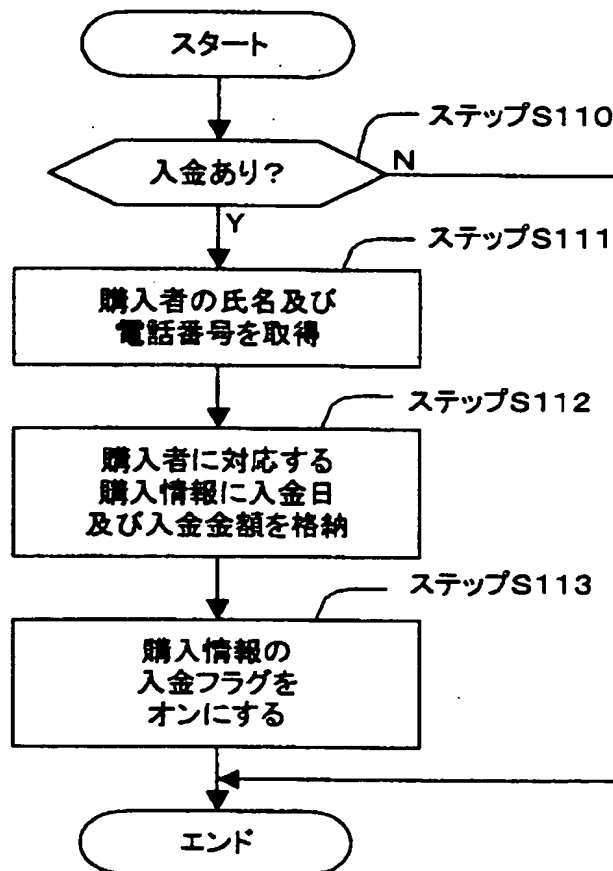 スタート
ステップS110
入金あり?
N
Y
ステップS111
購入者の氏名及び
電話番号を取得
ステップS112
購入者に対応する
購入情報に入金日
及び入金金額を格納
ステップS113
購入情報の
入金フラグを
オンにする
エンド